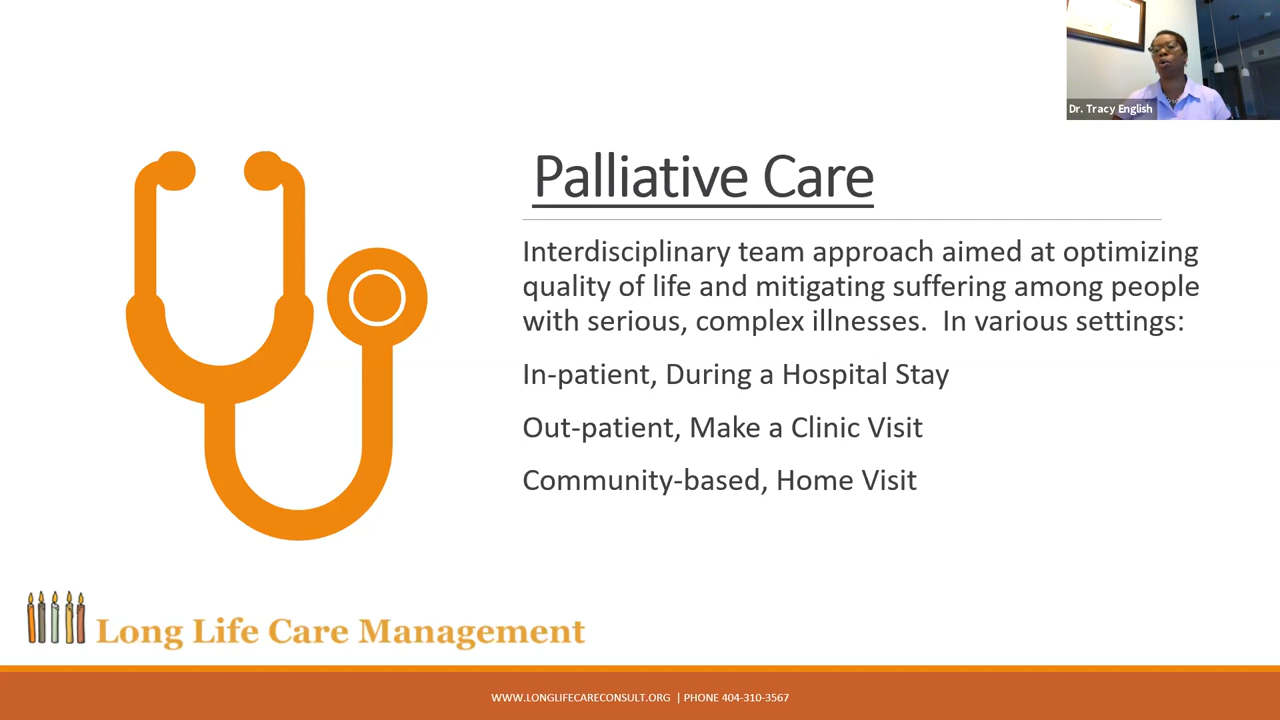 Dr. Tracy English
Palliative Care
Interdisciplinary team approach aimed at optimizing
quality of life and mitigating suffering among people
with serious, complex illnesses.  In various settings:
In-patient, During a Hospital Stay
Out-patient, Make a Clinic Visit
Community-based, Home Visit
Long Life Care Management
WWW.LONGLIFECARECONSULT.ORG | PHONE 404-310-3567